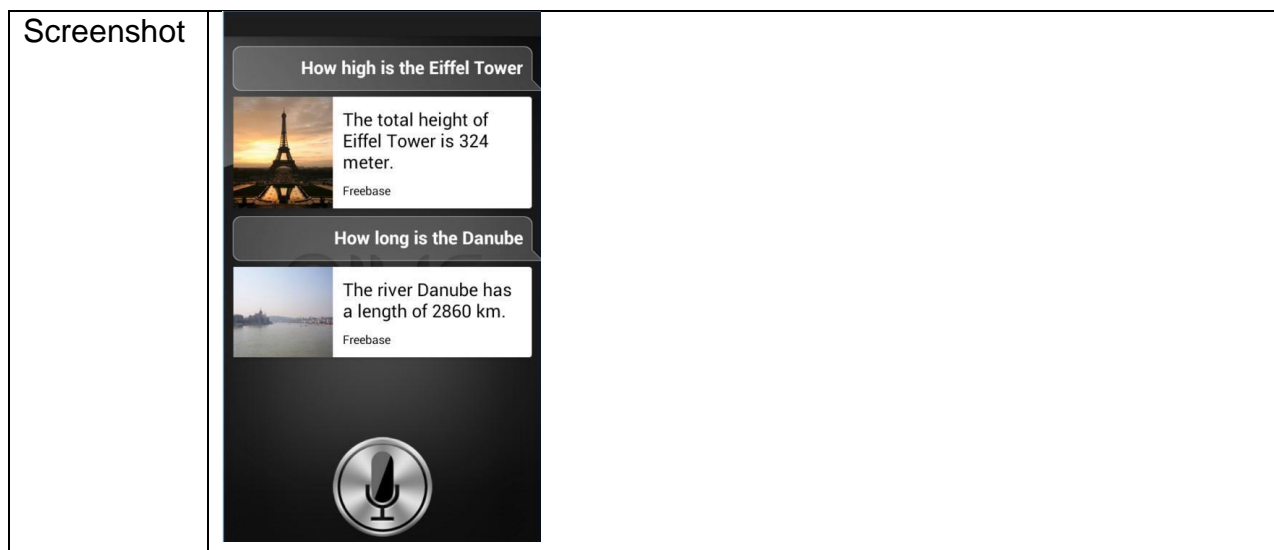 Screenshot
How high is the Eiffel Tower
The total height of
Eiffel Tower is 324
meter.
Freebase
How long is the Danube
The river Danube has
a length of 2860 km.
Freebase